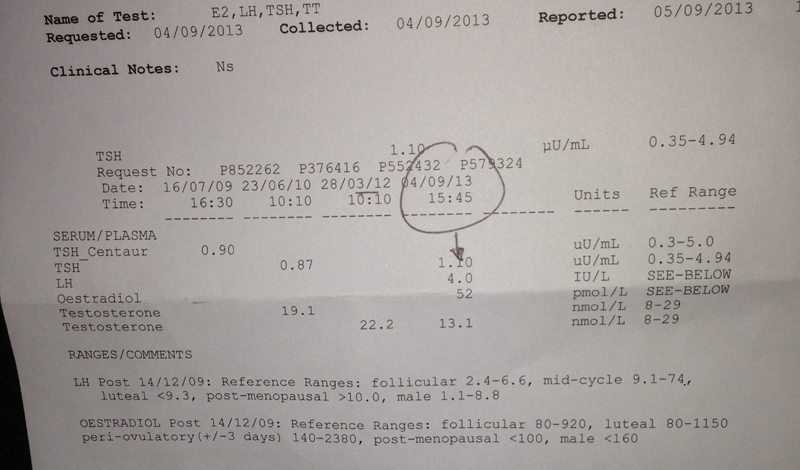 Name of Test: E2,LH,TSH,TT
Requested: 04/09/2013 Collected: 04/09/2013 Reported: 05/09/2013
Clinical Notes: Ns
TSH 1.10 µU/mL 0.35-4.94
Request No: P852262 P376416 P552432 P579324
Date: 16/07/09 23/06/10 28/03/12 04/09/13
Time: 16:30 10:10 10:10 15:45 Units Ref Range
-------- -------- -------- -------- -------- ------ ---------
SERUM/PLASMA
TSH_Centaur 0.90 uU/mL 0.3-5.0
TSH 0.87 1.10 uU/mL 0.35-4.94
LH 4.0 IU/L SEE-BELOW
Oestradiol 52 pmol/L SEE-BELOW
Testosterone 19.1 nmol/L 8-29
Testosterone 22.2 13.1 nmol/L 8-29
RANGES/COMMENTS
LH Post 14/12/09: Reference Ranges: follicular 2.4-6.6, mid-cycle 9.1-74,
luteal <9.3, post-menopausal >10.0, male 1.1-8.8
OESTRADIOL Post 14/12/09: Reference Ranges: follicular 80-920, luteal 80-1150
peri-ovulatory(+/-3 days) 140-2380, post-menopausal <100, male <160